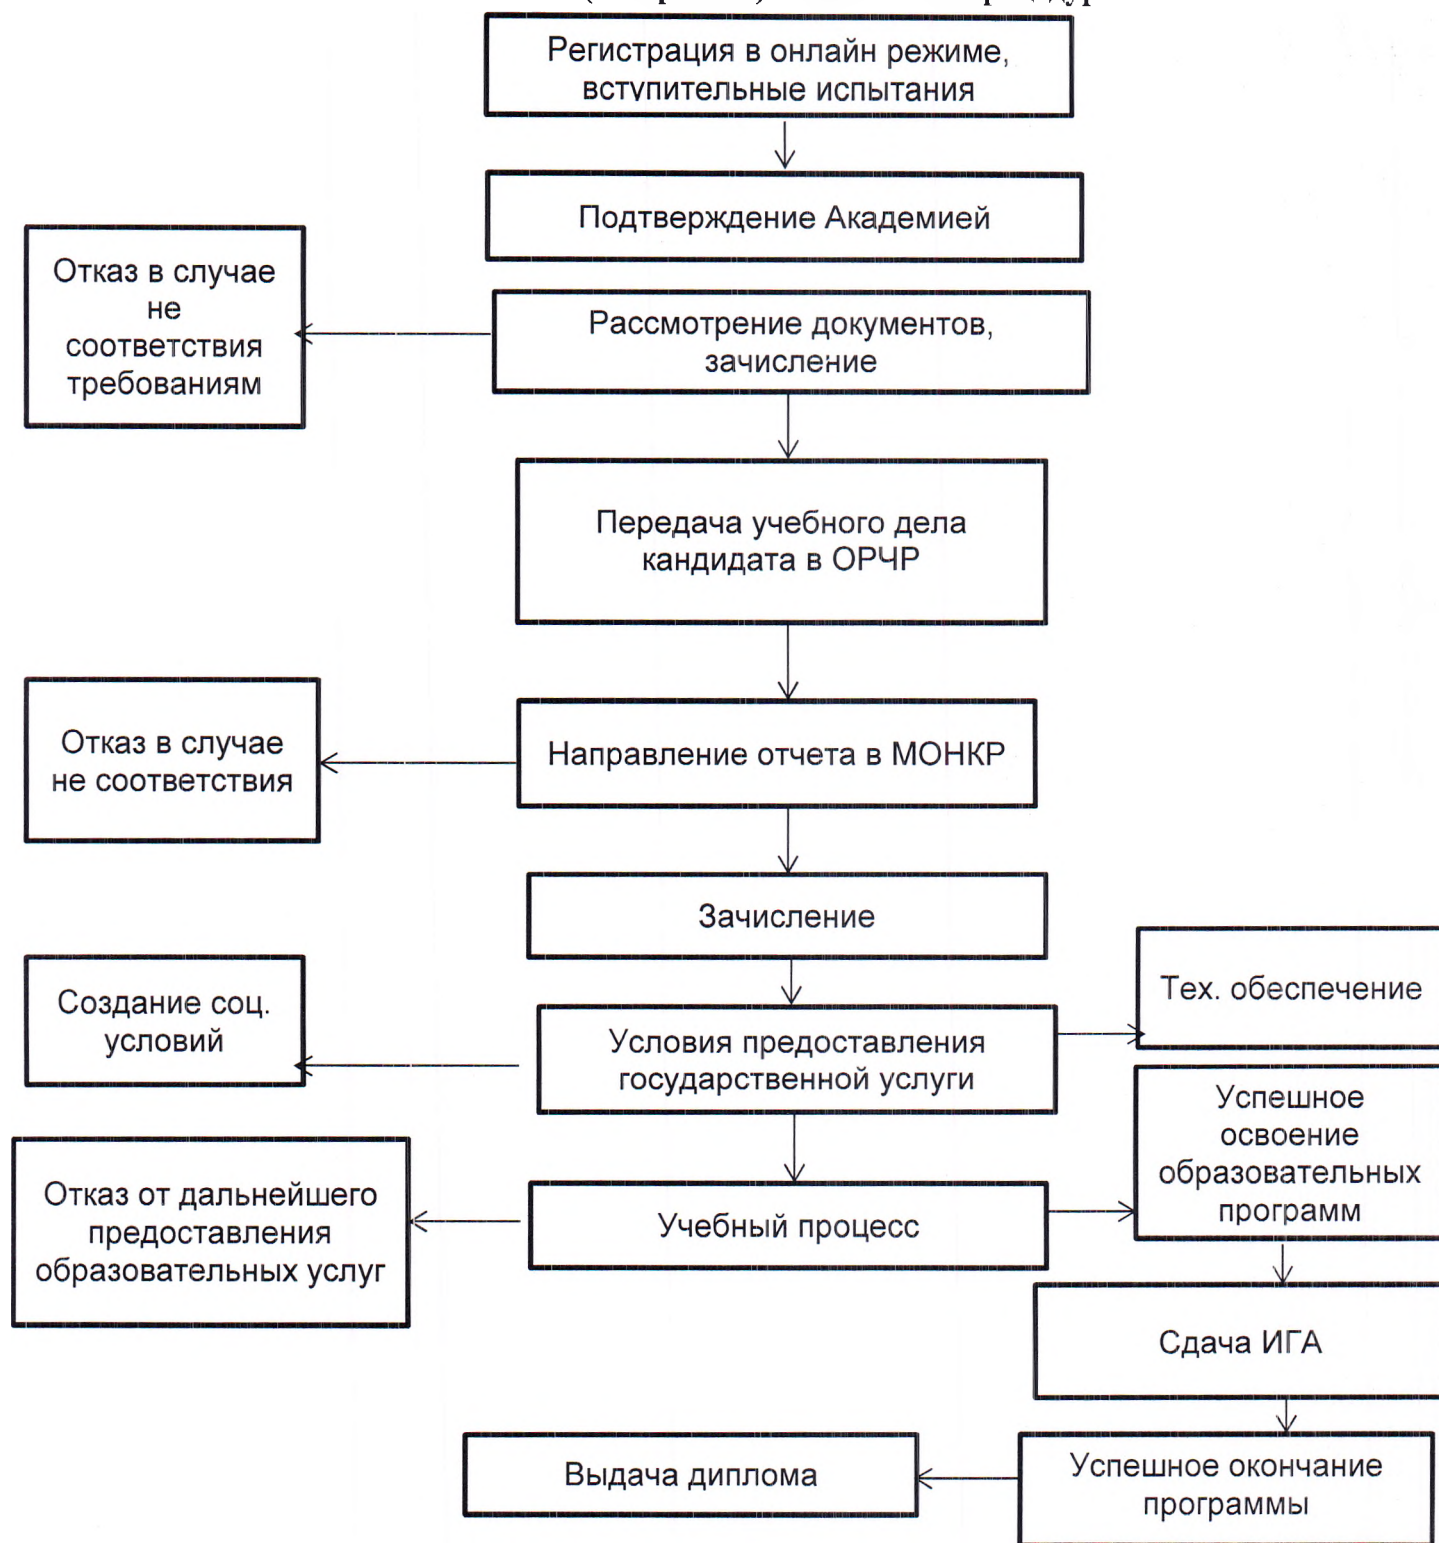 Регистрация в онлайн режиме,
вступительные испытания
Подтверждение Академией
Отказ в случае
не
соответствия
требованиям
Рассмотрение документов,
зачисление
Передача учебного дела
кандидата в ОРЧР
Отказ в случае
не соответствия
Направление отчета в МОНКР
Зачисление
Тех. обеспечение
Создание соц.
условий
Условия предоставления
государственной услуги
Успешное
освоение
образовательных
программ
Отказ от дальнейшего
предоставления
образовательных услуг
Учебный процесс
Сдача ИГА
Выдача диплома
Успешное окончание
программы